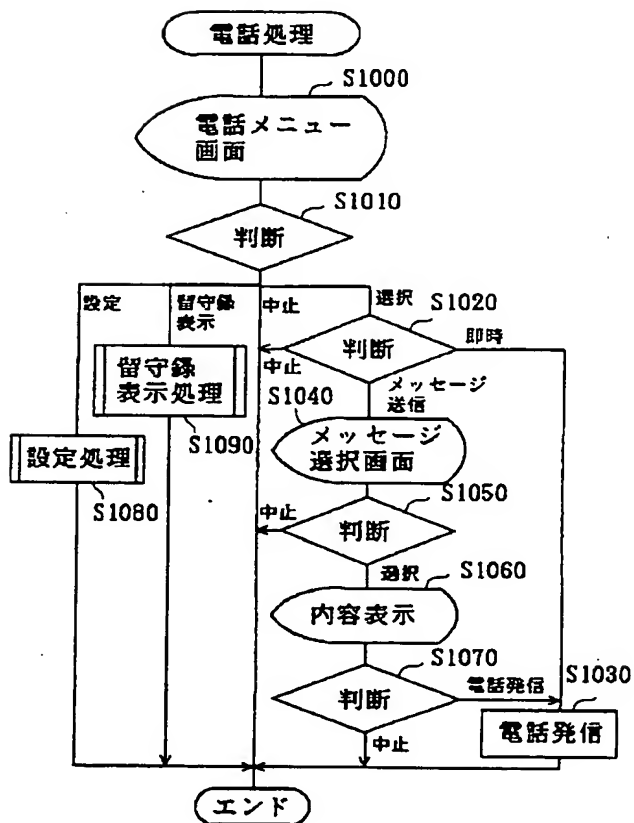 電話処理
S1000
電話メニュー
画面
S1010
判断
設定
留守録
表示
中止
選択
S1020
判断
即時
中止
留守録
表示処理
S1090
メッセージ
送信
S1040
メッセージ
選択画面
設定処理
S1080
S1050
判断
中止
選択
S1060
内容表示
S1070
判断
電話発信
S1030
電話発信
中止
エンド